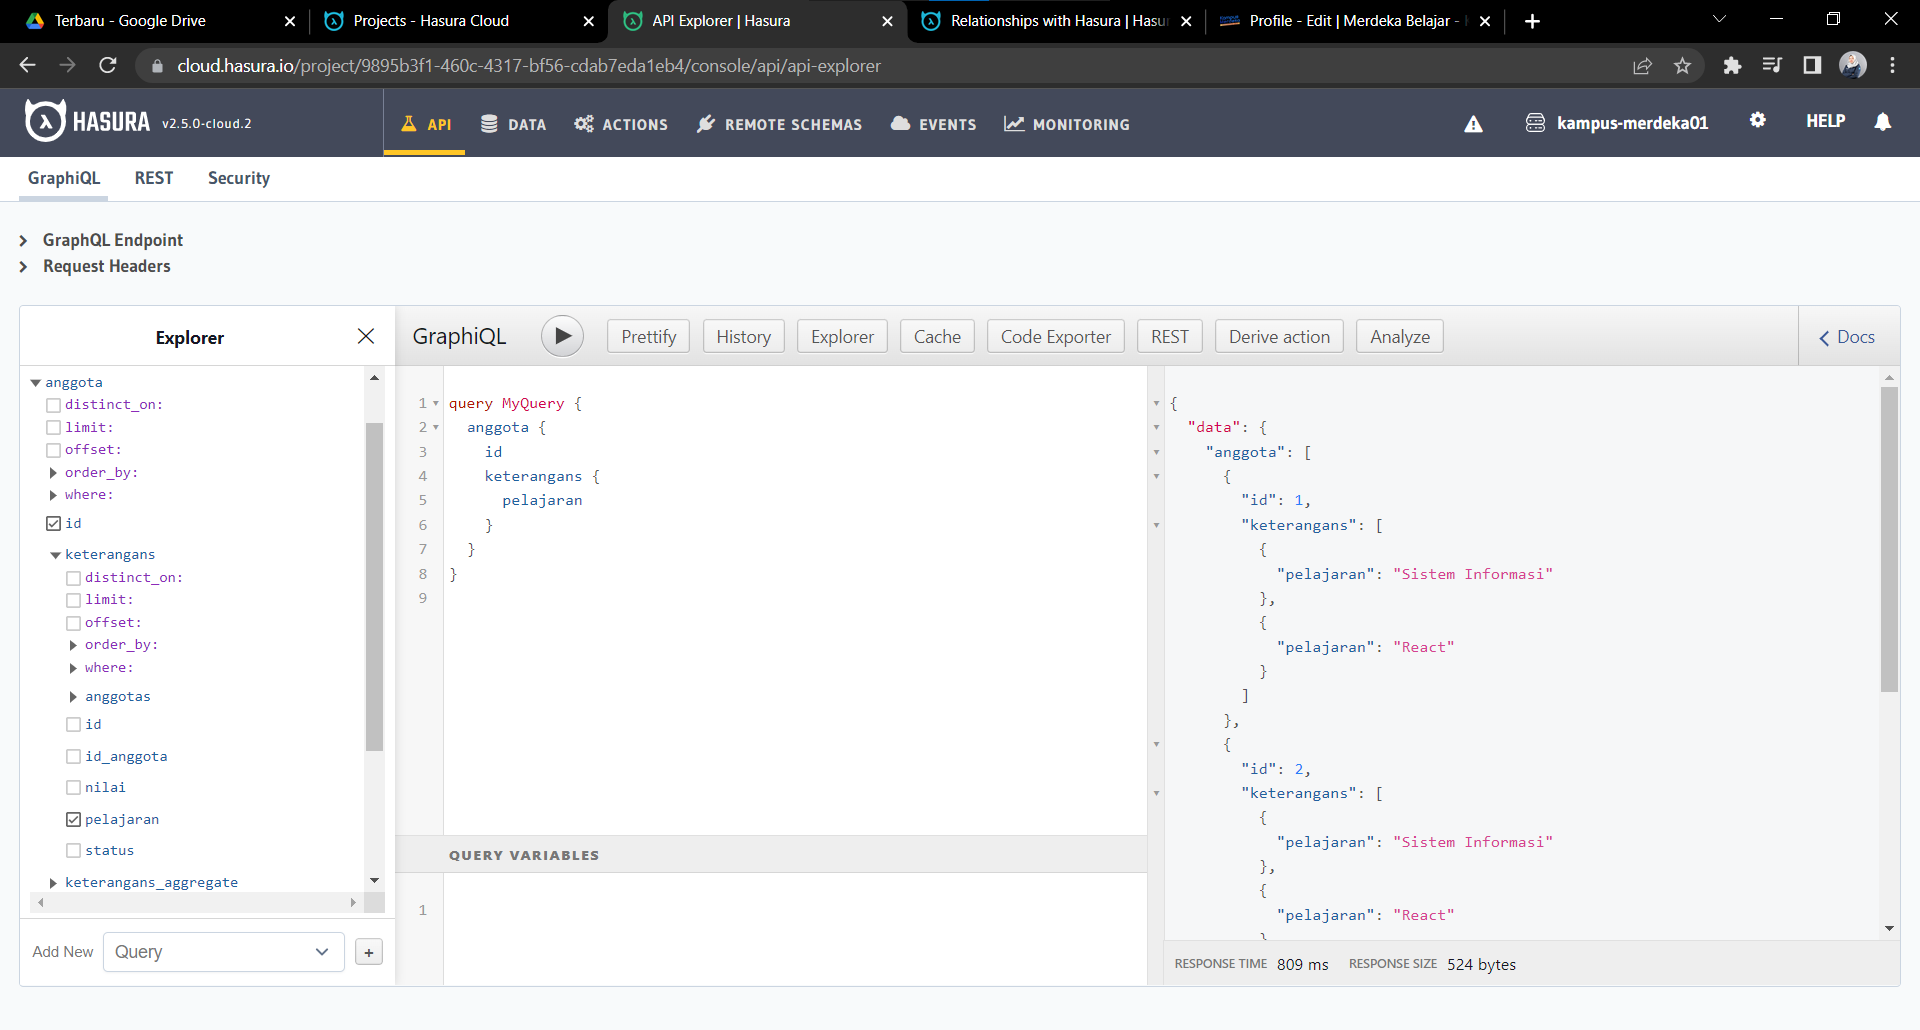 Terbaru - Google Drive
Projects - Hasura Cloud
API Explorer | Hasura
Relationships with Hasura | Hasu
Profile - Edit | Merdeka Belajar -
cloud.hasura.io/project/9895b3f1-460c-4317-bf56-cdab7eda1eb4/console/api/api-explorer
HASURA v2.5.0-cloud.2
API
DATA
ACTIONS
REMOTE SCHEMAS
EVENTS
MONITORING
kampus-merdeka01
HELP
GraphiQL
REST
Security
GraphQL Endpoint
Request Headers
Explorer
GraphiQL
Prettify
History
Explorer
Cache
Code Exporter
REST
Derive action
Analyze
Docs
anggota
distinct_on:
limit:
offset:
order_by:
where:
id
keterangans
distinct_on:
limit:
offset:
order_by:
where:
anggotas
id
id_anggota
nilai
pelajaran
status
keterangans_aggregate
Add New
Query
+
1 query MyQuery {
2 anggota {
3 id
4 keterangans {
5 pelajaran
6 }
7 }
8 }
9
QUERY VARIABLES
1
{
"data": {
"anggota": [
{
"id": 1,
"keterangans": [
{
"pelajaran": "Sistem Informasi"
},
{
"pelajaran": "React"
}
]
},
{
"id": 2,
"keterangans": [
{
"pelajaran": "Sistem Informasi"
},
{
"pelajaran": "React"
}
RESPONSE TIME 809 ms RESPONSE SIZE 524 bytes